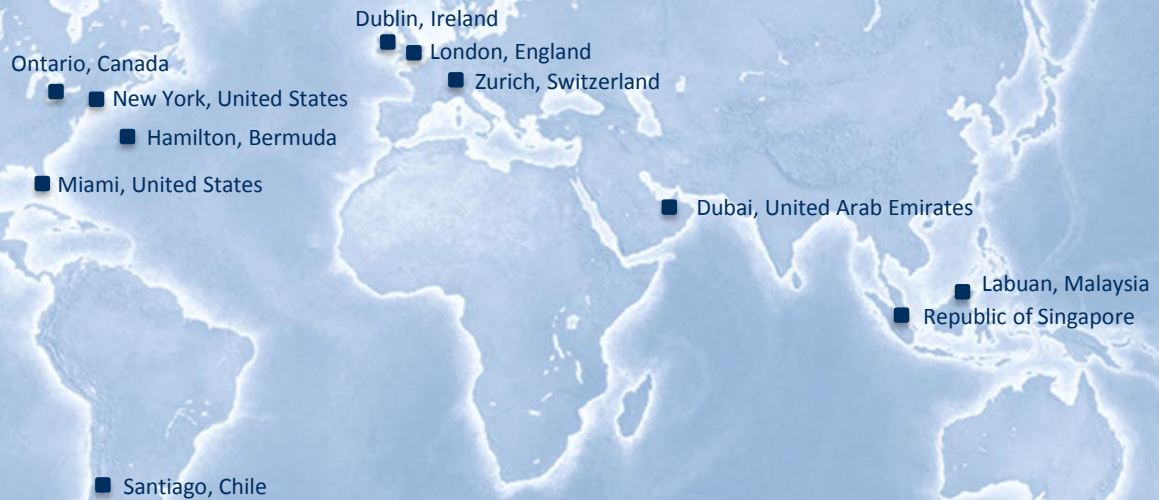 Dublin, Ireland
London, England
Ontario, Canada
Zurich, Switzerland
New York, United States
Hamilton, Bermuda
Miami, United States
Dubai, United Arab Emirates
Labuan, Malaysia
Republic of Singapore
Santiago, Chile